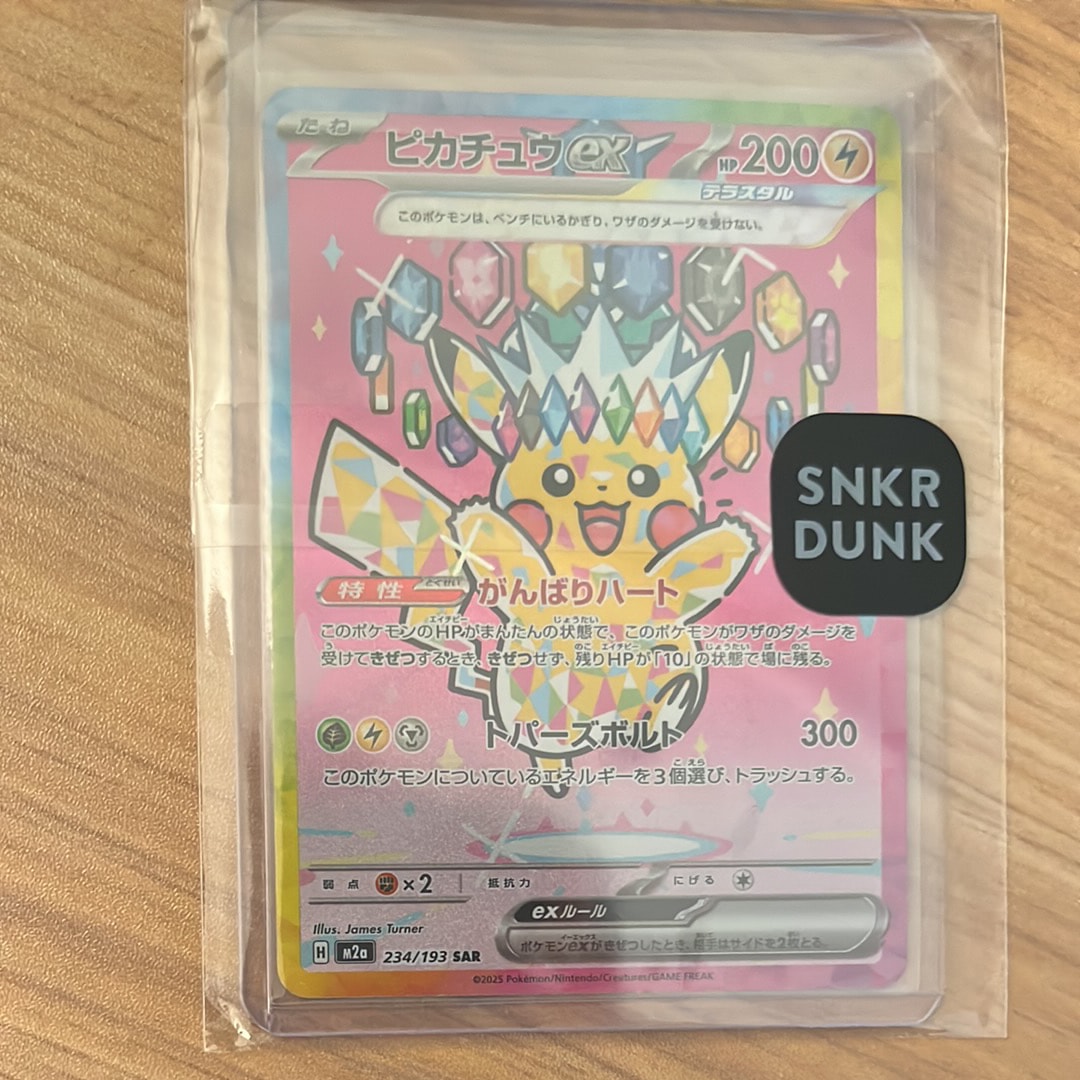 たね
ピカチュウex
HP200
テラスタル
このポケモンは、ベンチにいるかぎり、ワザのダメージを受けない。
SNKR
DUNK
特性 とくせい がんばりハート
このポケモンのHPがまんたんの状態で、このポケモンがワザのダメージを
受けてきぜつするとき、きぜつせず、残りHPが「10」の状態で場に残る。
トパーズボルト 300
このポケモンについているエネルギーを3個選び、トラッシュする。
弱点 ×2 抵抗力 にげる
exルール
ポケモンexがきぜつしたとき、相手はサイドを2枚とる。
Illus. James Turner
H M2a 234/193 SAR
©2025 Pokémon/Nintendo/Creatures/GAME FREAK